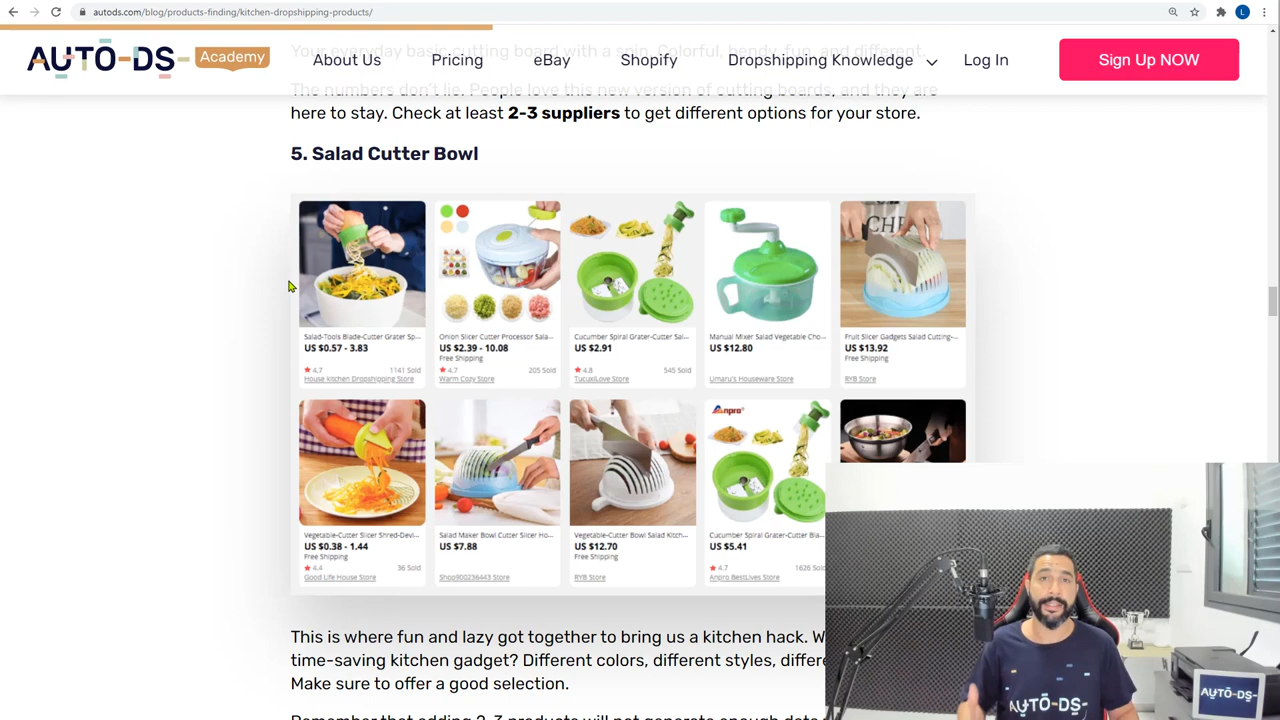 autods.com/blog/products-finding/kitchen-dropshipping-products/
L
AUTO-DS-
Academy
About Us
Pricing
eBay
Shopify
Dropshipping Knowledge
Log In
Sign Up NOW
Your everyday basic cutting board with a spin. Colorful, bendy, fun, and
The numbers don't lie. People love this new version of cutting boards, and they are
here to stay. Check at least 2-3 suppliers to get different options for your store.
5. Salad Cutter Bowl
Salad-Tools Blade-Cutter Grater Sp...
US $0.57 - 3.83
4.7 1141 Sold
House Kitchen Dropshipping Store
Onion Slicer Cutter Processor Sala...
US $2.39 - 10.08
Free Shipping
4.7 205 Sold
Warm Cozy Store
Cucumber Spiral Grater-Cutter Sal...
US $2.91
4.8 545 Sold
TucuxiLove Store
Manual Mixer Salad Vegetable Cho...
US $12.80
Umaru's Houseware Store
CHE
Fruit Slicer Gadgets Salad Cutting-...
US $13.92
Free Shipping
RYB Store
Vegetable-Cutter Slicer Shred-Devi...
US $0.38 - 1.44
Free Shipping
4.4 36 Sold
Good Life House Store
Salad Maker Bowl Cutter Slicer Ho...
US $7.88
Shop900236443 Store
Vegetable-Cutter Bowl Salad Kitch...
US $12.70
Free Shipping
RYB Store
Anpro
Cucumber Spiral Grater-Cutter Bla...
US $5.41
4.7 1626 Sold
Anpro BestLives Store
This is where fun and lazy got together to bring us a kitchen hack. W
time-saving kitchen gadget? Different colors, different styles, differe
Make sure to offer a good selection.
Remember that adding 2-3 products will not generate enough data
AUTO-DS-
AUTO-DS-